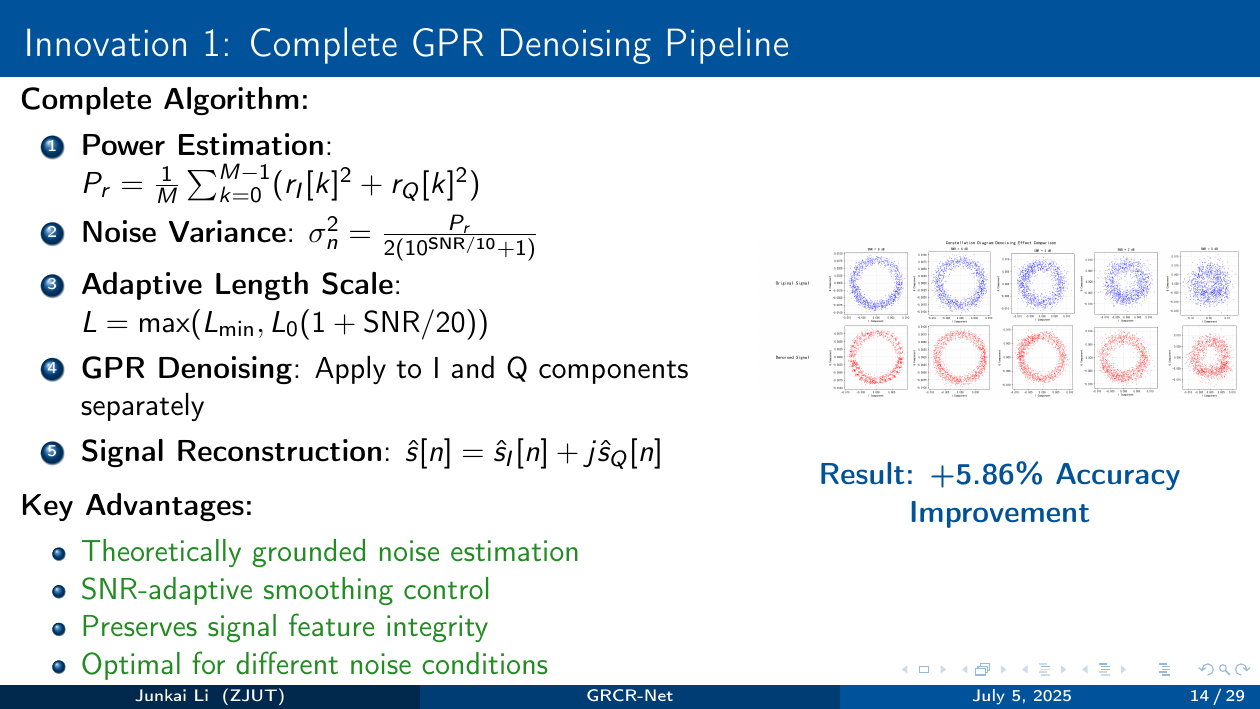 Innovation 1: Complete GPR Denoising Pipeline
Complete Algorithm:
1 Power Estimation:
P_r = \frac{1}{M} \sum_{k=0}^{M-1} (r_I[k]^2 + r_Q[k]^2)
2 Noise Variance: σ_n^2 = \frac{P_r}{2(10^{SNR/10}+1)}
3 Adaptive Length Scale:
L = max(L_min, L_0(1 + SNR/20))
4 GPR Denoising: Apply to I and Q components
separately
5 Signal Reconstruction: ŝ[n] = ŝ_I[n] + jŝ_Q[n]
Key Advantages:
Theoretically grounded noise estimation
SNR-adaptive smoothing control
Preserves signal feature integrity
Optimal for different noise conditions
Constellation Diagram Denoising Effect Comparison
Original Signal
Denoised Signal
Result: +5.86% Accuracy
Improvement
Junkai Li (ZJUT)
GRCR-Net
July 5, 2025
14 / 29